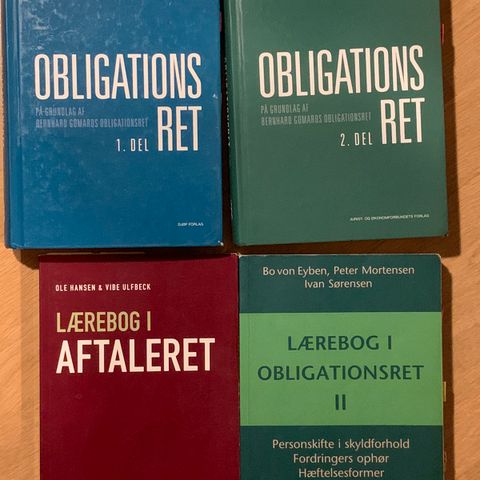 OBLIGATIONS
PÅ GRUNDLAG AF
BERNHARD GOMARDS OBLIGATIONSRET
1. DEL
RET
DJØF FORLAG
OBLIGATIONS
PÅ GRUNDLAG AF
BERNHARD GOMARDS OBLIGATIONSRET
2. DEL
RET
JURIST- OG ØKONOMFORBUNDETS FORLAG
OLE HANSEN & VIBE ULFBECK
LÆREBOG I
AFTALERET
Bo von Eyben, Peter Mortensen
Ivan Sørensen
LÆREBOG I
OBLIGATIONSRET
II
Personskifte i skyldforhold
Fordringers ophør
Hæftelsesformer